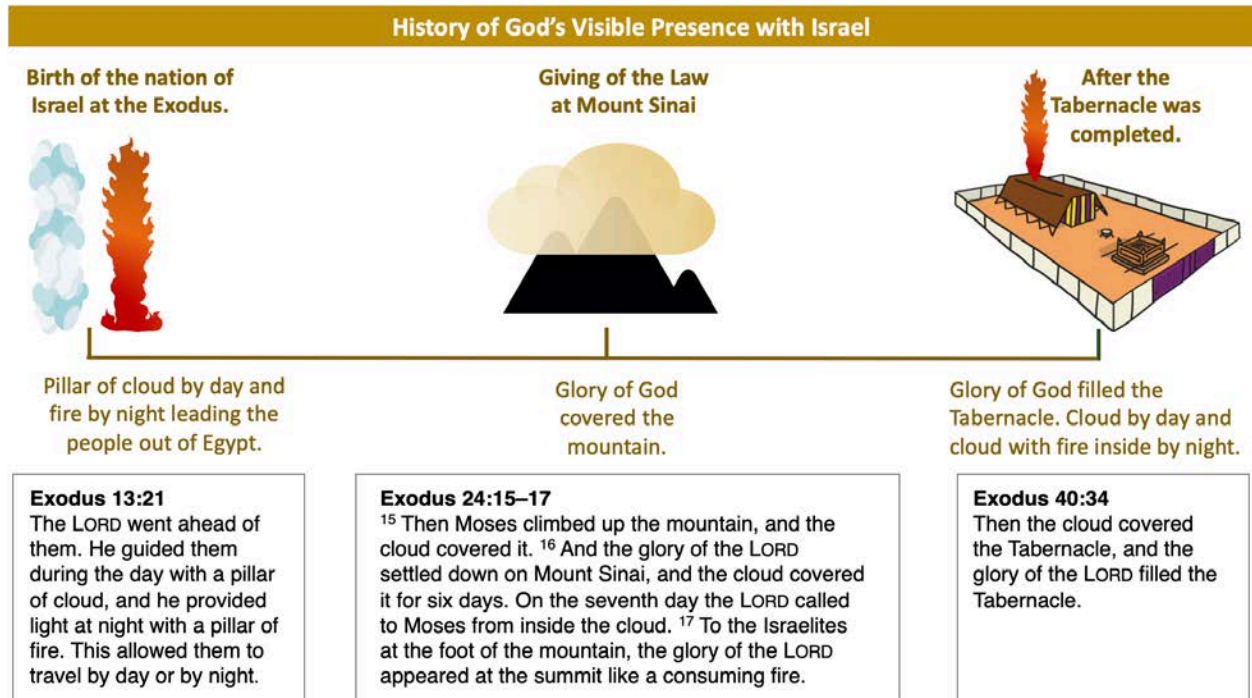 History of God's Visible Presence with Israel
Birth of the nation of
Israel at the Exodus.
Giving of the Law
at Mount Sinai
After the
Tabernacle was
completed.
Pillar of cloud by day and
fire by night leading the
people out of Egypt.
Glory of God
covered the
mountain.
Glory of God filled the
Tabernacle. Cloud by day and
cloud with fire inside by night.
Exodus 13:21
The LORD went ahead of
them. He guided them
during the day with a pillar
of cloud, and he provided
light at night with a pillar of
fire. This allowed them to
travel by day or by night.
Exodus 24:15–17
15 Then Moses climbed up the mountain, and the
cloud covered it. 16 And the glory of the LORD
settled down on Mount Sinai, and the cloud covered
it for six days. On the seventh day the LORD called
to Moses from inside the cloud. 17 To the Israelites
at the foot of the mountain, the glory of the LORD
appeared at the summit like a consuming fire.
Exodus 40:34
Then the cloud covered
the Tabernacle, and the
glory of the LORD filled the
Tabernacle.